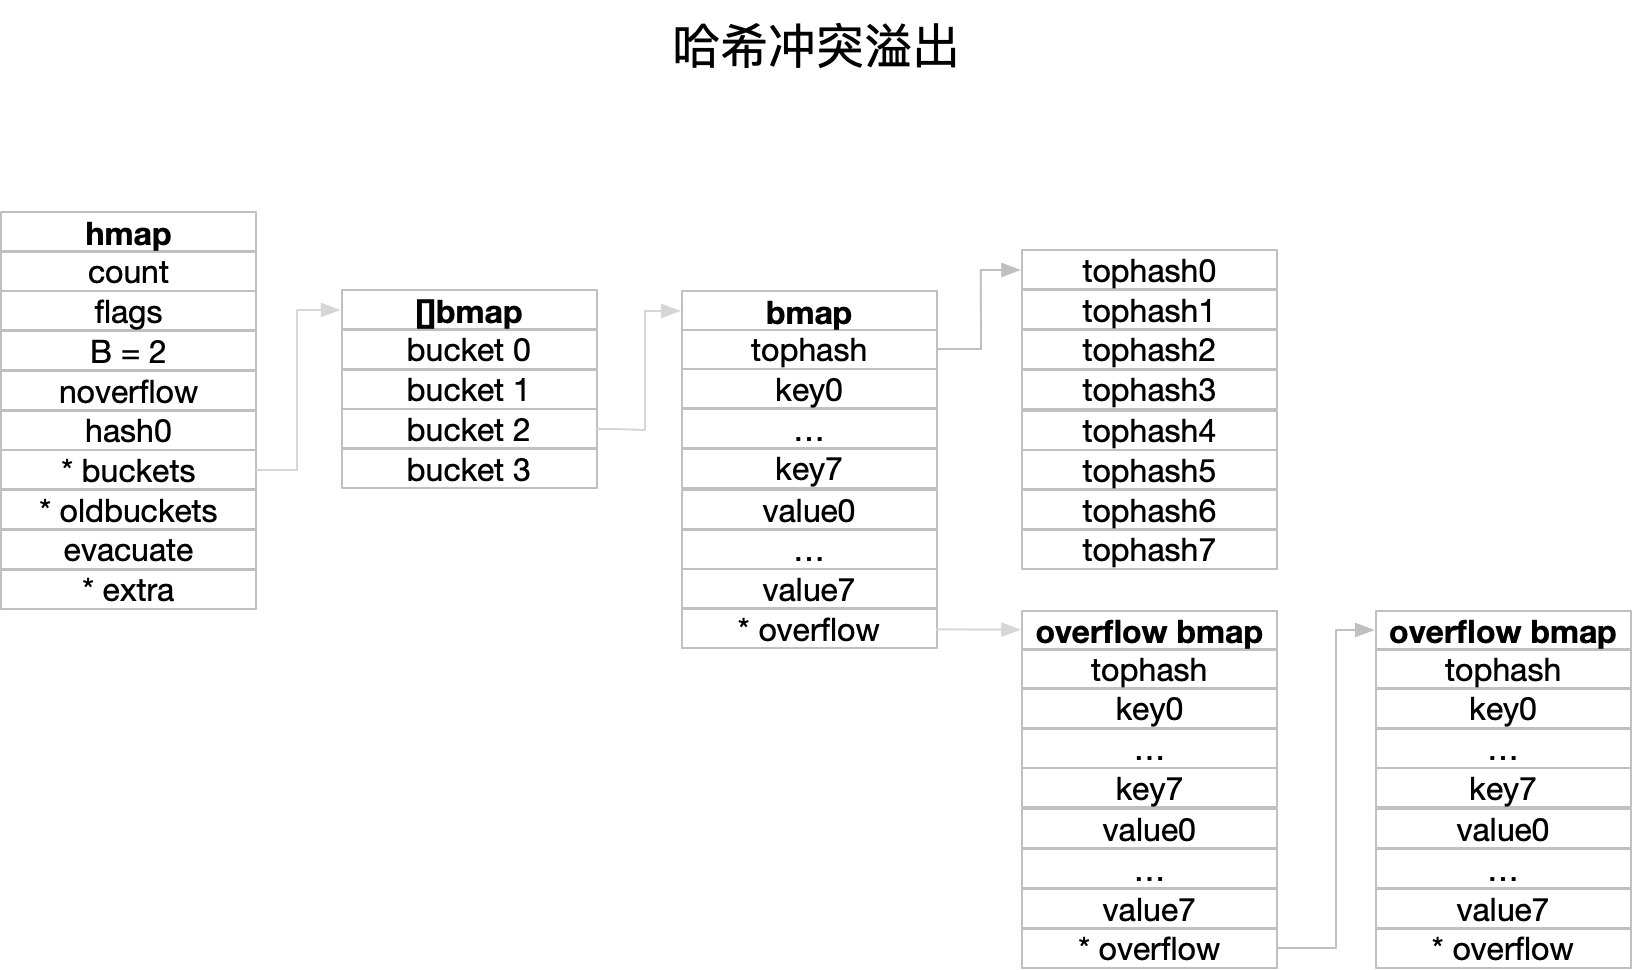 哈希冲突溢出
hmap
count
flags
B = 2
noverflow
hash0
* buckets
* oldbuckets
evacuate
* extra
[]bmap
bucket 0
bucket 1
bucket 2
bucket 3
bmap
tophash
key0
...
key7
value0
...
value7
* overflow
tophash0
tophash1
tophash2
tophash3
tophash4
tophash5
tophash6
tophash7
overflow bmap
tophash
key0
...
key7
value0
...
value7
* overflow
overflow bmap
tophash
key0
...
key7
value0
...
value7
* overflow